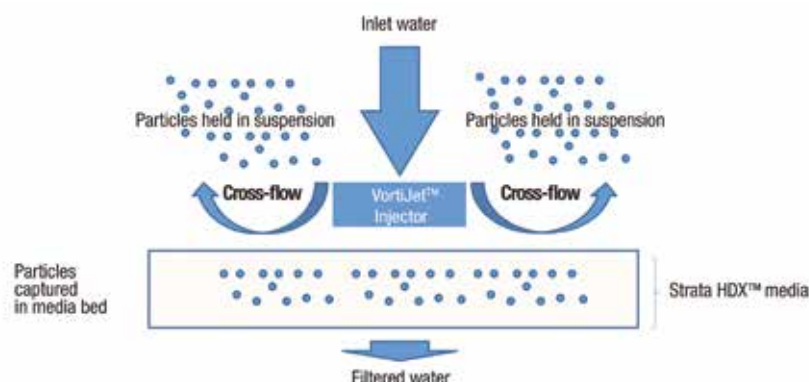 Inlet water
Particles held in suspension
Particles held in suspension
Cross-flow
VortiJet™
Injector
Cross-flow
Particles
captured
in media bed
Strata HDX™ media
Filtered water